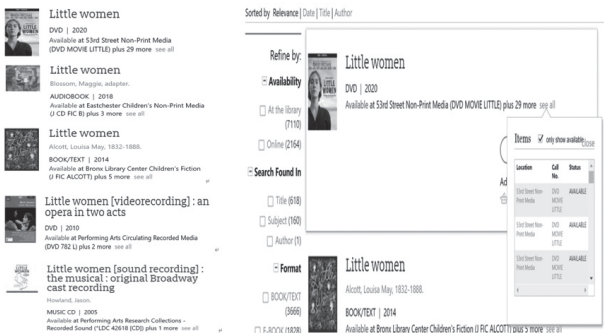 Little women
DVD | 2020
Available at 53rd Street Non-Print Media
(DVD MOVIE LITTLE) plus 29 more see all
Little women
Blossom, Maggie, adapter.
AUDIOBOOK | 2018
Available at Eastchester Children's Non-Print Media
(J CD FIC B) plus 3 more see all
Little women
Alcott, Louisa May, 1832-1888.
BOOK/TEXT | 2014
Available at Bronx Library Center Children's Fiction
(J FIC ALCOTT) plus 5 more see all
Little women [videorecording] : an
opera in two acts
DVD | 2010
Available at Performing Arts Circulating Recorded Media
(DVD 782 L) plus 2 more see all
Little women [sound recording] :
the musical : original Broadway
cast recording
Howland, Jason.
MUSIC CD | 2005
Available at Performing Arts Research Collections -
Recorded Sound (*LDC 42618 [CD]) plus 1 more see all
Sorted by Relevance | Date | Title | Author
Refine by:
Availability
At the library
(7110)
Online (2164)
Search Found In
Title (618)
Subject (160)
Author (1)
Format
BOOK/TEXT
(3666)
E-BOOK (1828)
Little women
DVD | 2020
Available at 53rd Street Non-Print Media (DVD MOVIE LITTLE) plus 29 more see all
Ad
Items only show available Close
Location Call No. Status
53rd Street Non-Print Media DVD MOVIE LITTLE AVAILABLE
53rd Street Non-Print Media DVD MOVIE LITTLE AVAILABLE
53rd Street Non-Print Media DVD MOVIE LITTLE AVAILABLE
Little women
Alcott, Louisa May, 1832-1888.
BOOK/TEXT | 2014
Available at Bronx Library Center Children's Fiction (J FIC ALCOTT) plus 5 more see all